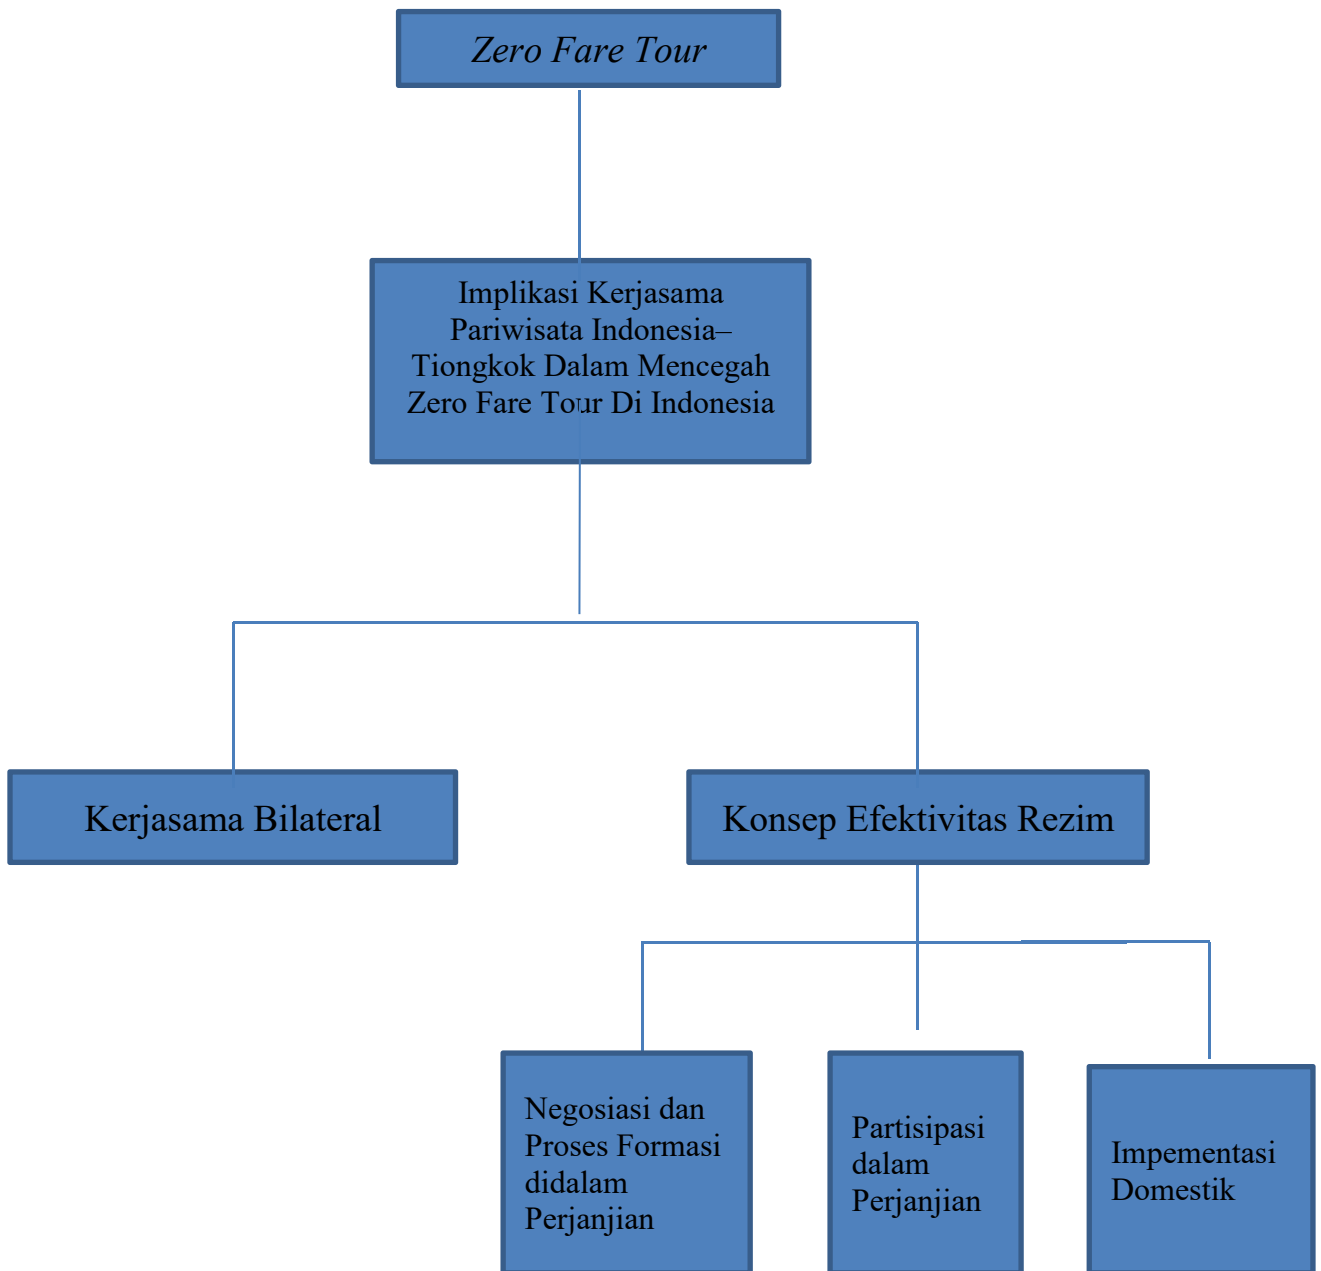 Zero Fare Tour
Implikasi Kerjasama
Pariwisata Indonesia–
Tiongkok Dalam Mencegah
Zero Fare Tour Di Indonesia
Kerjasama Bilateral
Konsep Efektivitas Rezim
Negosiasi dan
Proses Formasi
didalam
Perjanjian
Partisipasi
dalam
Perjanjian
Impementasi
Domestik